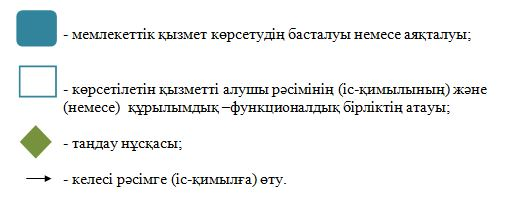 - мемлекеттік қызмет көрсетудің басталуы немесе аяқталуы;
- көрсетілетін қызметті алушы рәсімінің (іс-қимылының) және
(немесе) құрылымдық –функционалдық бірліктің атауы;
- таңдау нұсқасы;
- келесі рәсімге (іс-қимылға) өту.